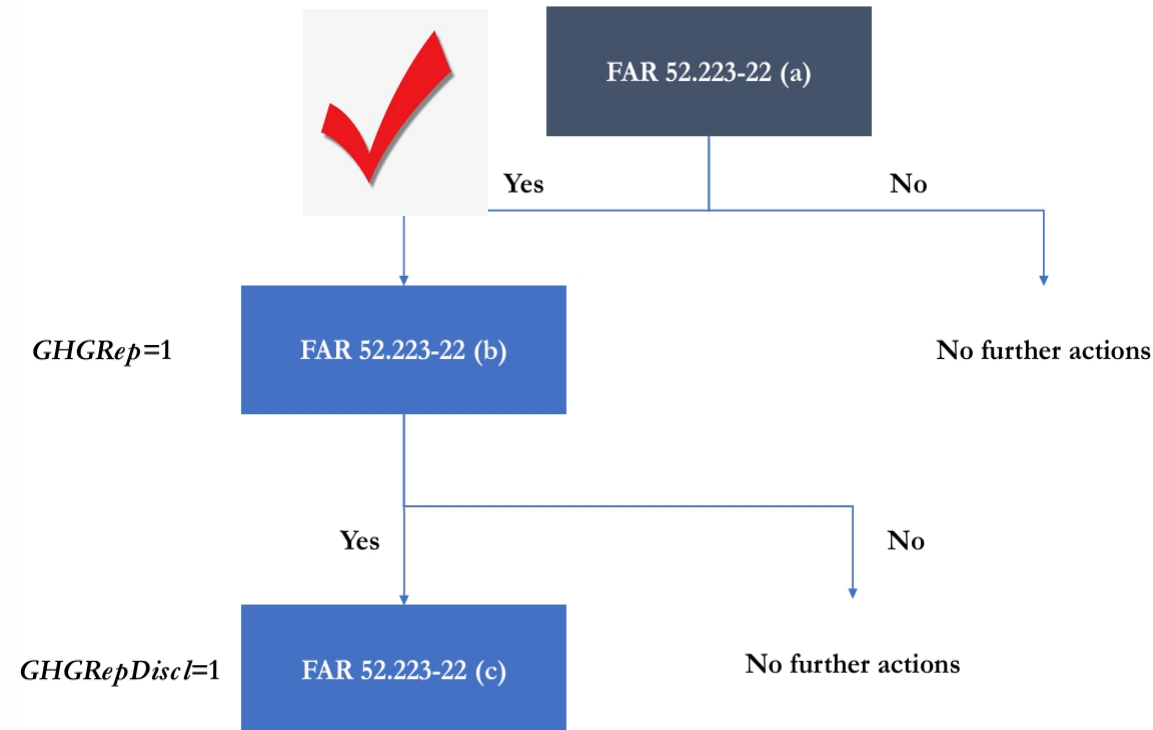 FAR 52.223-22 (a)
Yes
No
GHGRep=1
FAR 52.223-22 (b)
No further actions
Yes
No
GHGRepDiscl=1
FAR 52.223-22 (c)
No further actions